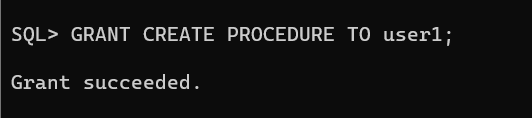 SQL> GRANT CREATE PROCEDURE TO user1;
Grant succeeded.